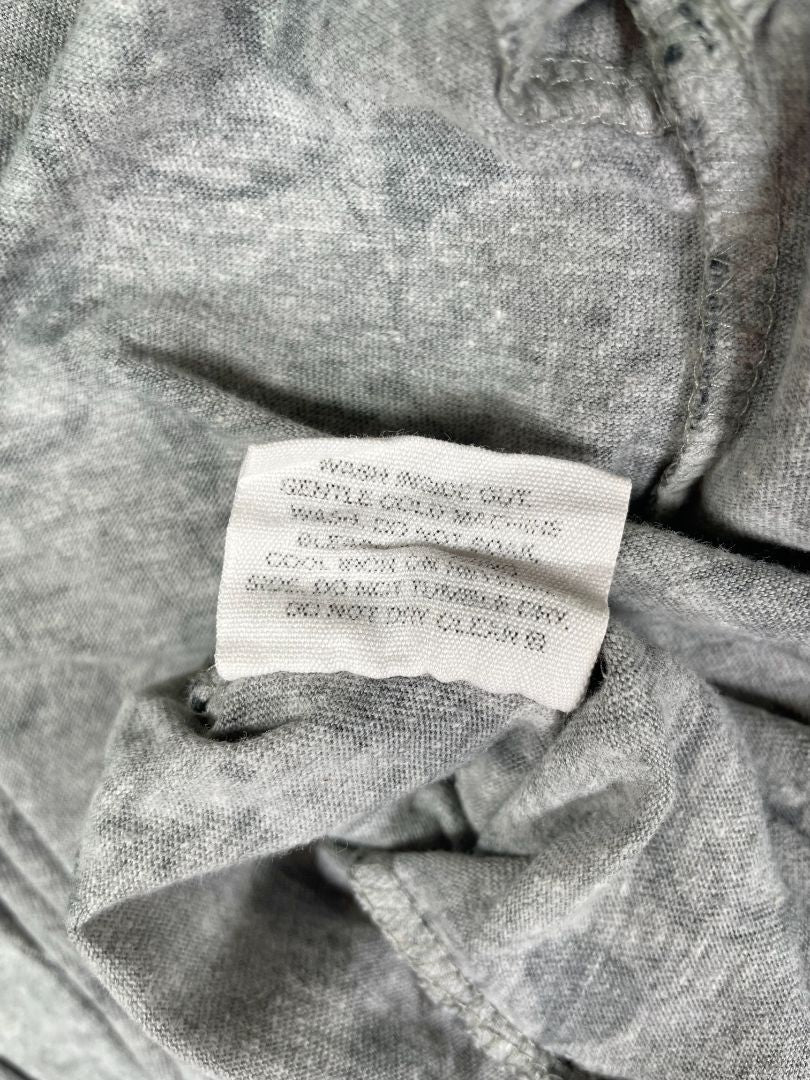 WASH INSIDE OUT.
GENTLE COLD MACHINE
WASH. DO NOT SOAK,
COOL IRON ON
SIDE. DO NOT TUMBLE DRY.
DO NOT DRY CLEAN